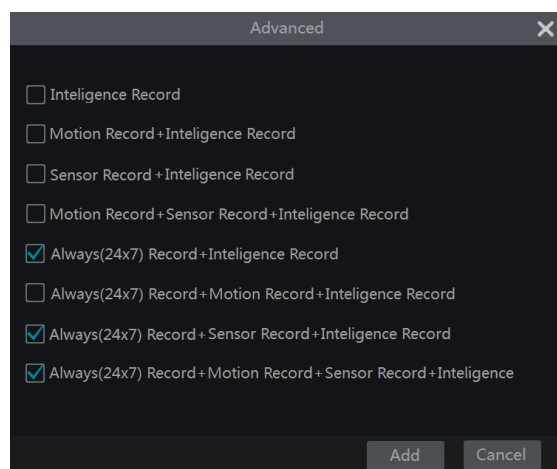 Advanced
Inteligence Record
Motion Record+Inteligence Record
Sensor Record +Inteligence Record
Motion Record+Sensor Record+Inteligence Record
Always(24x7) Record+Inteligence Record
Always(24x7) Record+Motion Record+Inteligence Record
Always(24x7) Record+Sensor Record+Inteligence Record
Always(24x7) Record+Motion Record+Sensor Record+Inteligence
Add Cancel